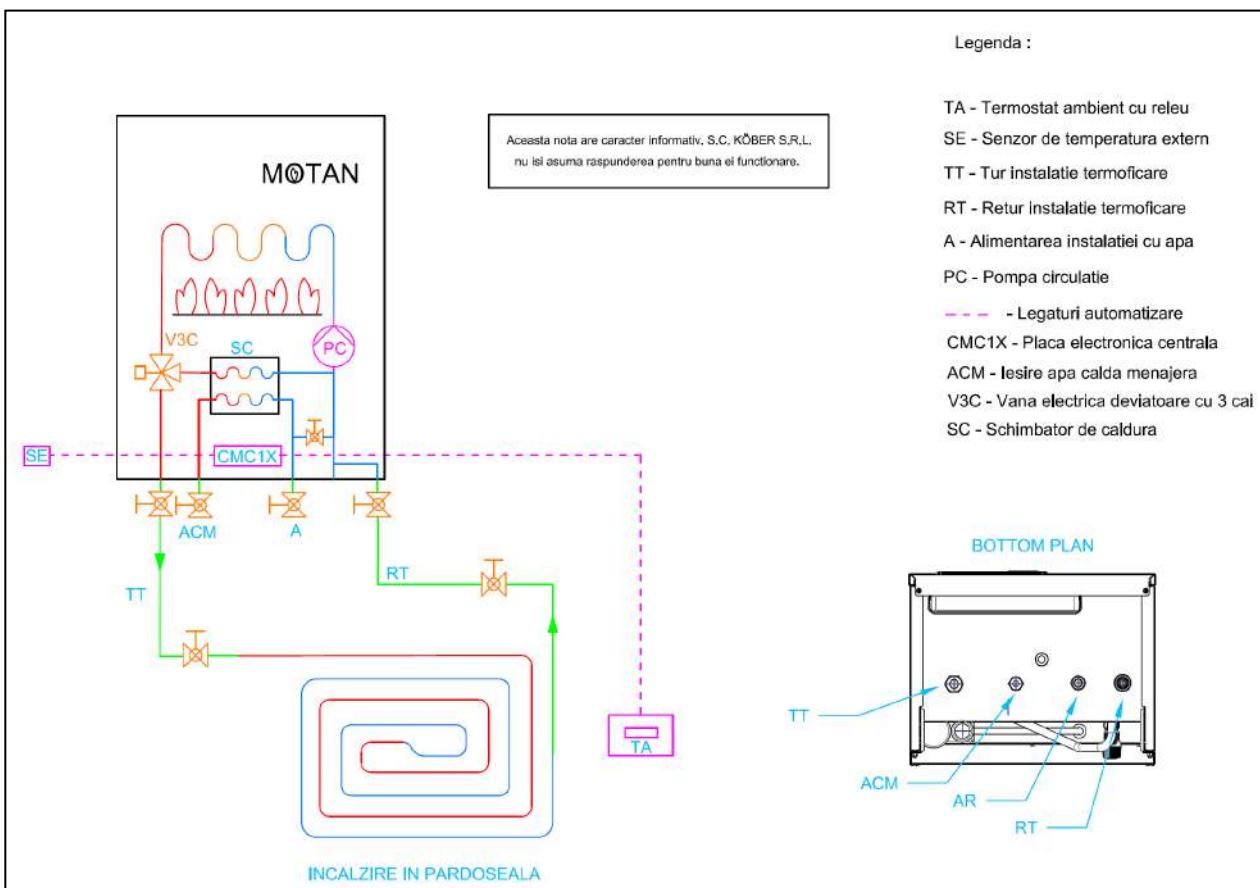 Legenda :
TA - Termostat ambient cu releu
SE - Senzor de temperatura extern
TT - Tur instalatie termoficare
RT - Retur instalatie termoficare
A - Alimentarea instalatiei cu apa
PC - Pompa circulatie
- Legaturi automatizare
CMC1X - Placa electronica centrala
ACM - Iesire apa calda menajera
V3C - Vana electrica deviatoare cu 3 cai
SC - Schimbator de caldura
Aceasta nota are caracter informativ, S.C. KÖBER S.R.L.
nu isi asuma raspunderea pentru buna ei functionare.
MOTAN
V3C
SC
PC
SE
CMC1X
ACM
A
TT
RT
TA
INCALZIRE IN PARDOSEALA
BOTTOM PLAN
TT
ACM
AR
RT